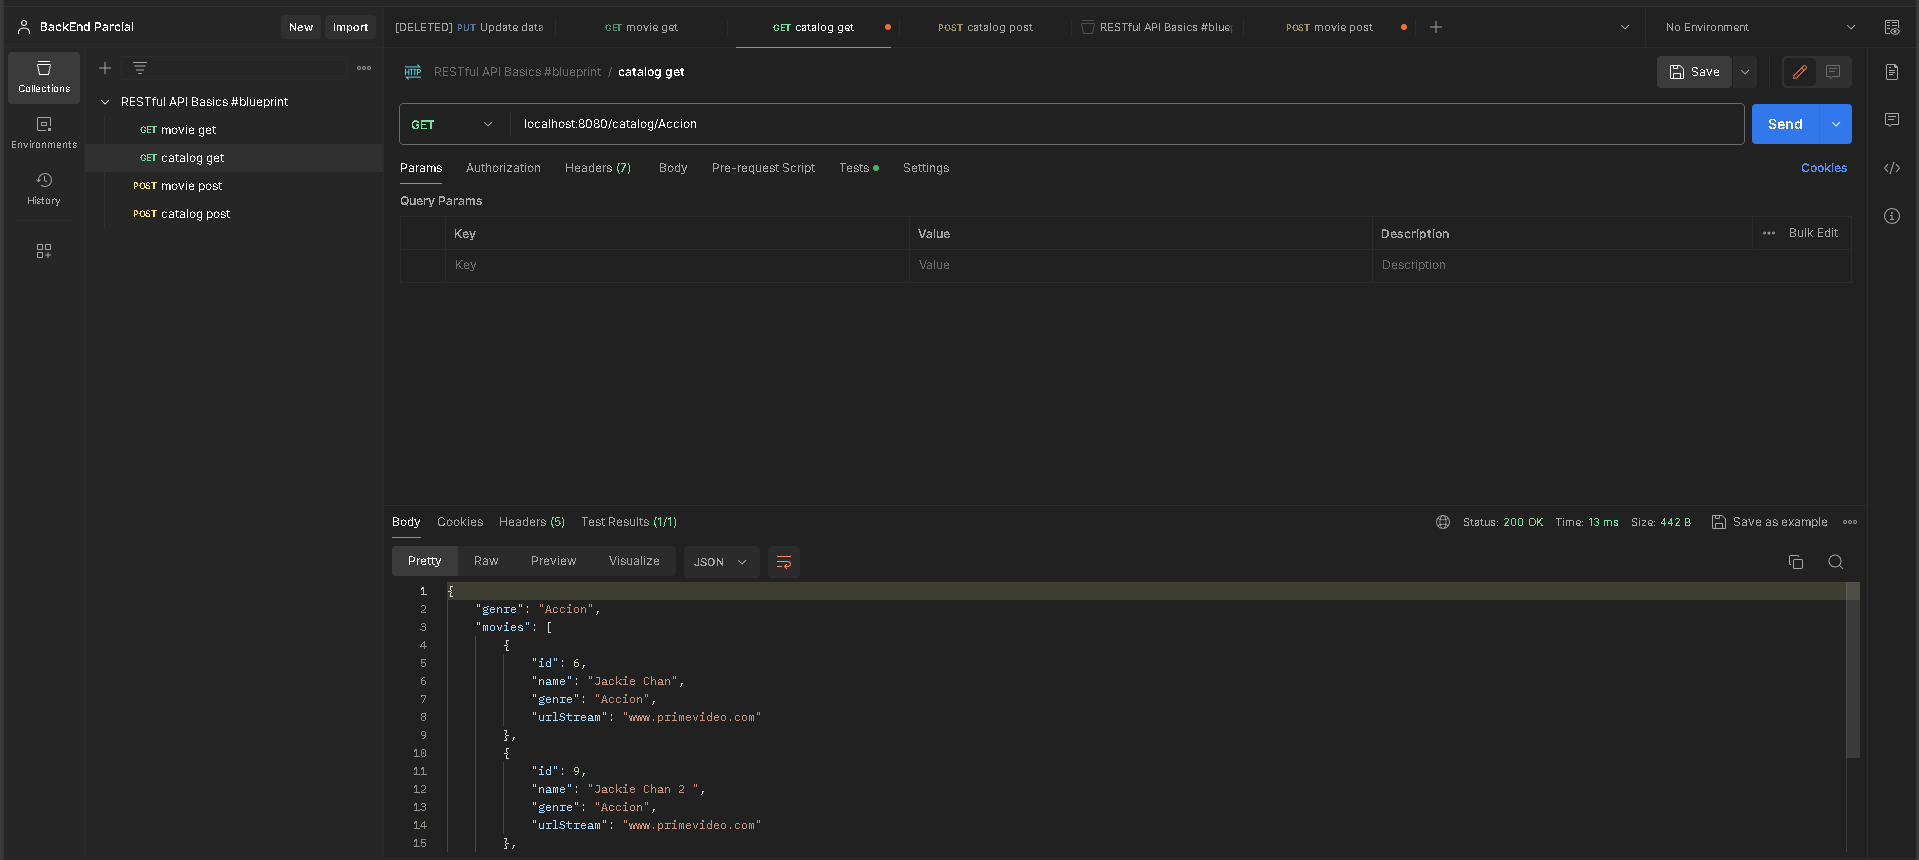 BackEnd Parcial
New
Import
[DELETED] PUT Update data
GET movie get
GET catalog get
POST catalog post
RESTful API Basics #blue
POST movie post
No Environment
Collections
Environments
History
RESTful API Basics #blueprint
GET movie get
GET catalog get
POST movie post
POST catalog post
HTTP RESTful API Basics #blueprint / catalog get
Save
GET
localhost:8080/catalog/Accion
Send
Params Authorization Headers (7) Body Pre-request Script Tests Settings
Cookies
Query Params
Key Value Description Bulk Edit
Key Value Description
Body Cookies Headers (5) Test Results (1/1)
Status: 200 OK Time: 13 ms Size: 442 B Save as example
Pretty Raw Preview Visualize JSON
1 {
2 "genre": "Accion",
3 "movies": [
4 {
5 "id": 6,
6 "name": "Jackie Chan",
7 "genre": "Accion",
8 "urlStream": "www.primevideo.com"
9 },
10 {
11 "id": 9,
12 "name": "Jackie Chan 2 ",
13 "genre": "Accion",
14 "urlStream": "www.primevideo.com"
15 },